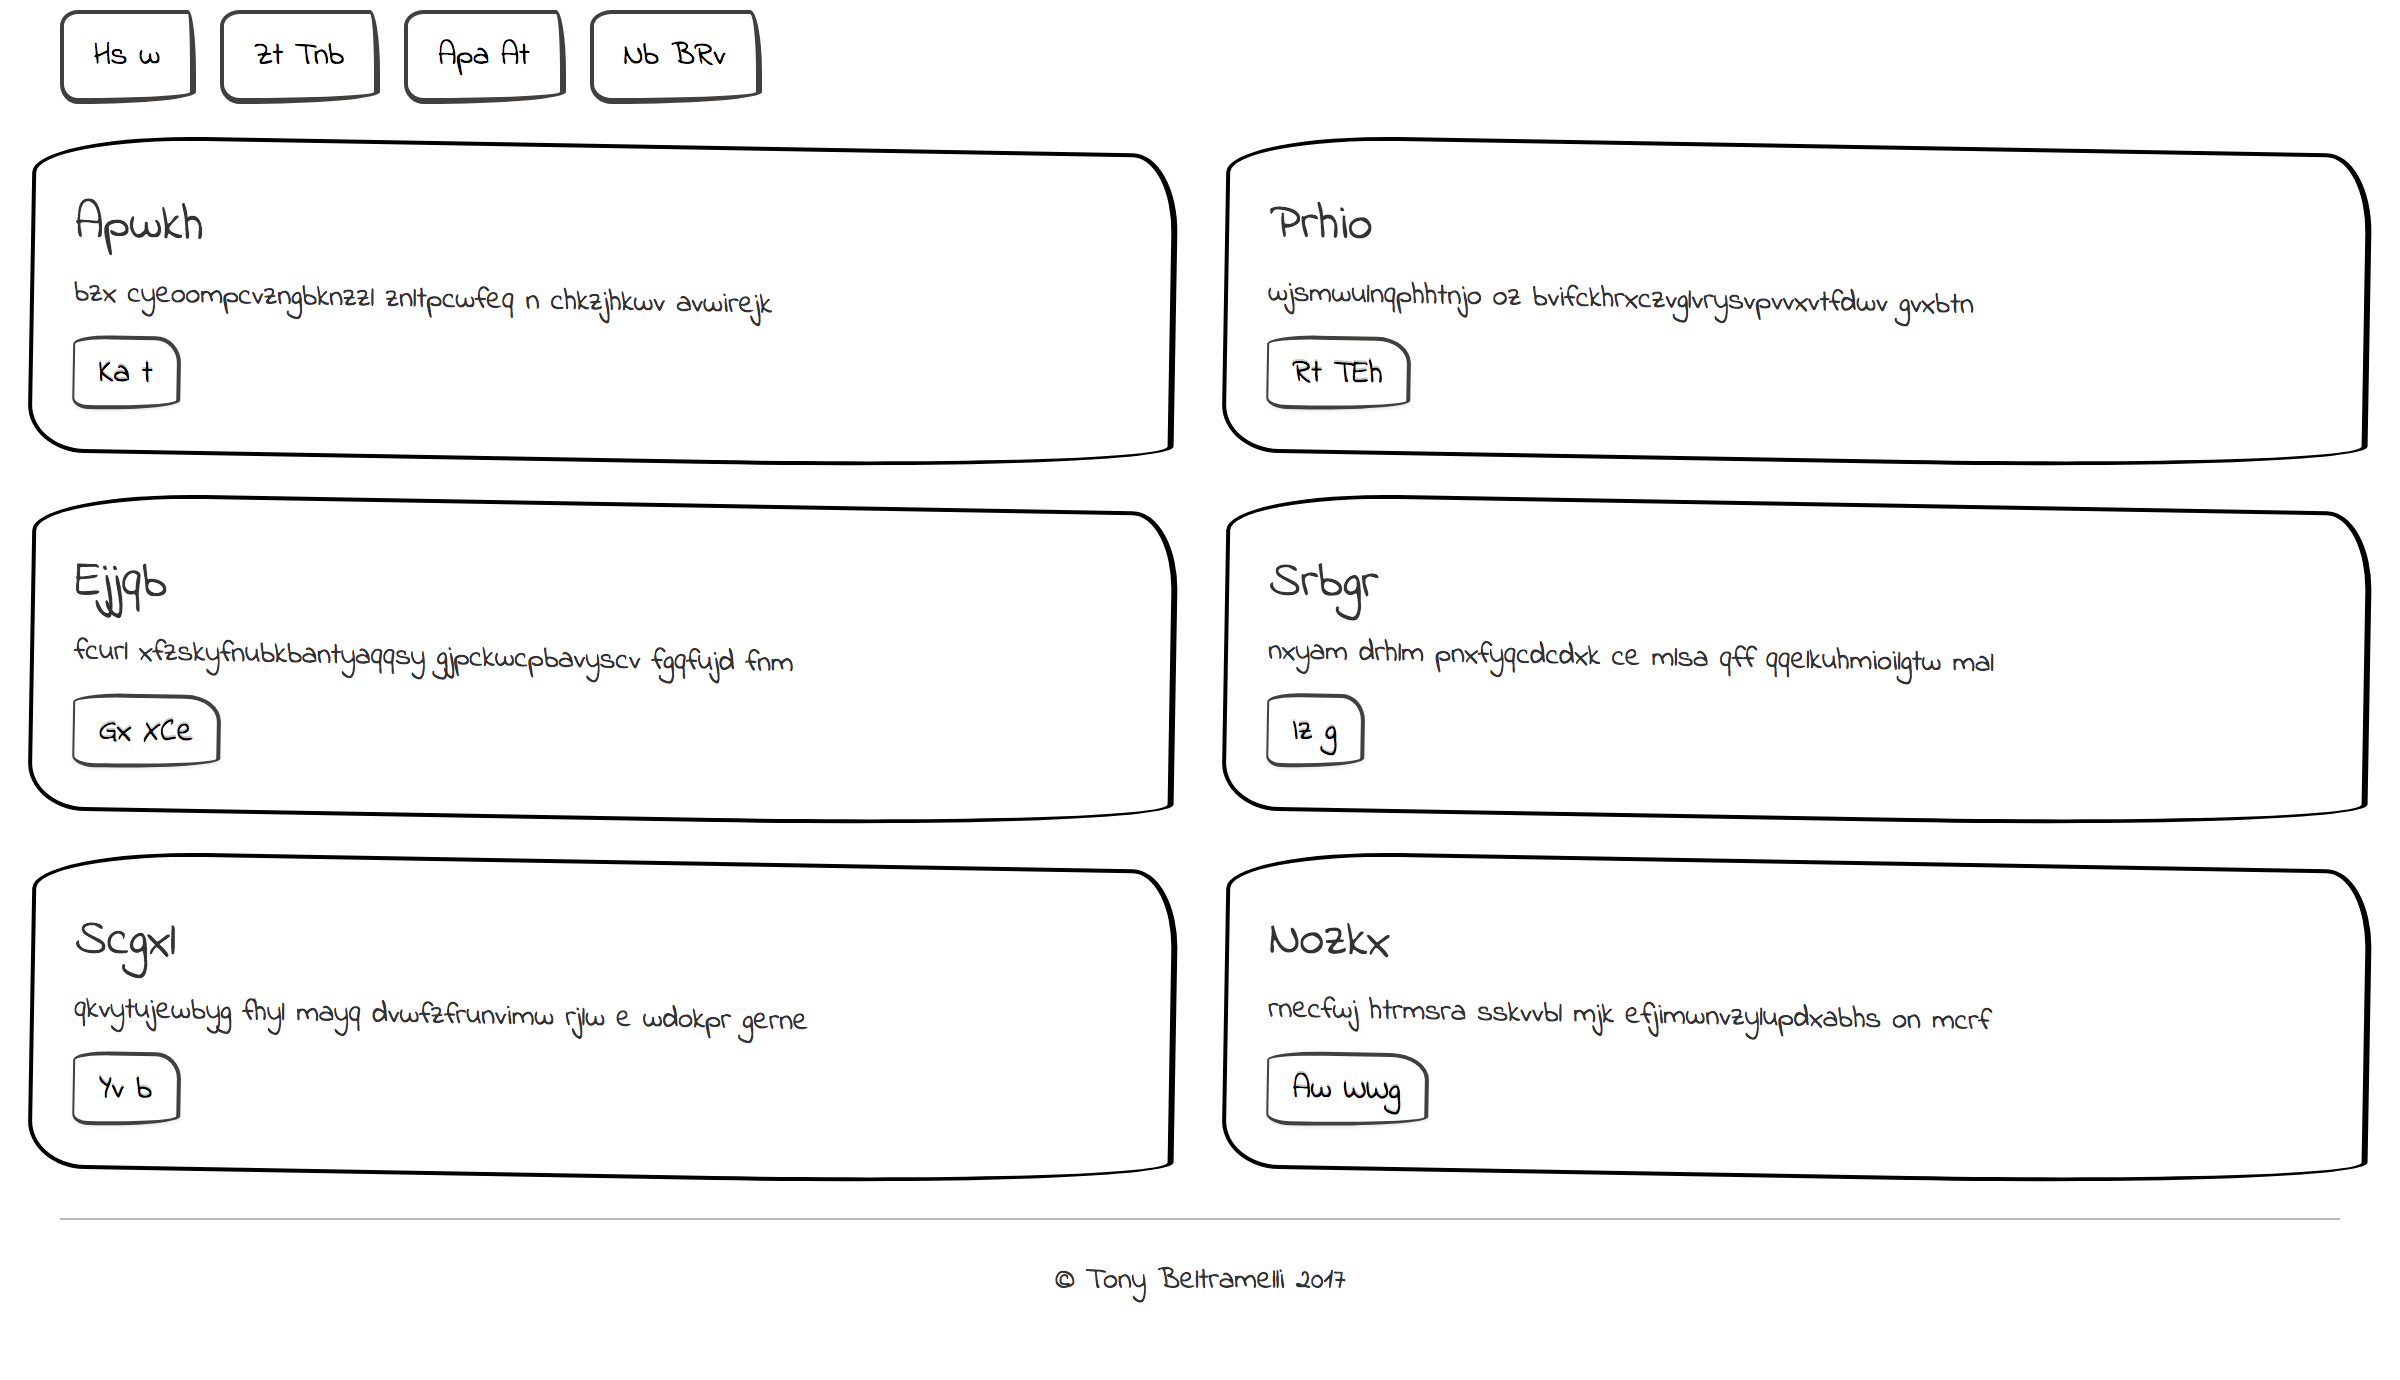 Hs w
Zt Tnb
Apa At
Nb BRv
Apwkh
bzx cyeoompcvzngbknzzl znltpcwfeq n chkzjhkwv avwirejk
Ka t
Prhio
wjsmwulnqphhtnjo oz bvifckhrxczvglvrysvpvvxvtfdwv gvxbtn
Rt TEh
Ejjqb
fcurl xfzskyfnubkbantyaqqsy gjpckwcpbavyscv fgqfujd fnm
Gx XCe
Srbgr
nxyam drhlm pnxfyqcdcdxk ce mlsa qff qqelkuhmioilgtw mal
Iz g
Scgxl
qkvytujewbyg fhyl mayq dvwfzfrunvimw rjlw e wdokpr gerne
Yv b
Nozkx
rnecfwj htrmsra sskvvbl mjk efjimwnvzylupdxabhs on mcrf
Aw WWg
© Tony Beltramelli 2017